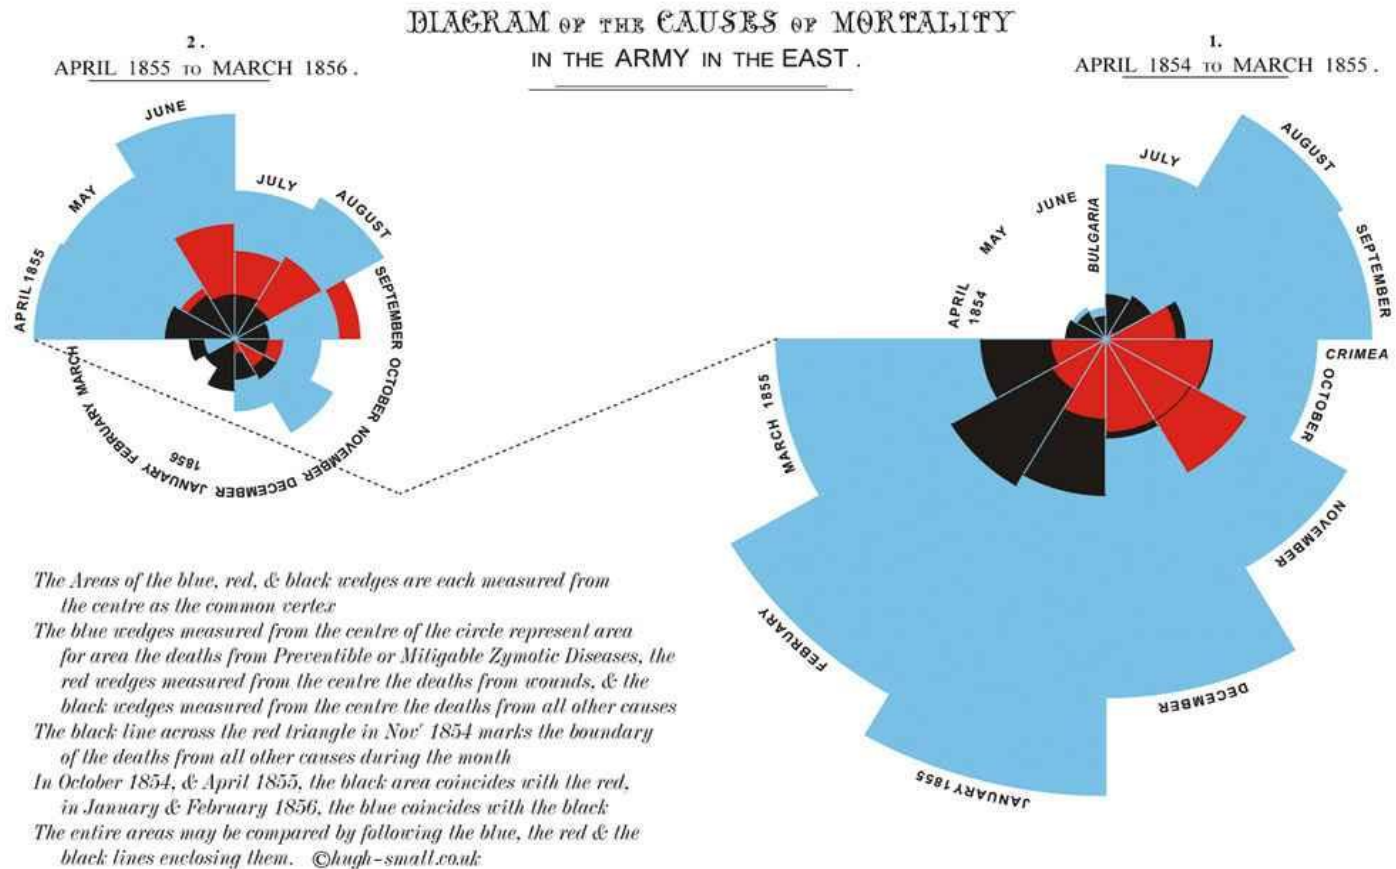 DIAGRAM OF THE CAUSES OF MORTALITY
IN THE ARMY IN THE EAST .
2 .
APRIL 1855 TO MARCH 1856 .
1.
APRIL 1854 TO MARCH 1855 .
APRIL 1855
MAY
JUNE
JULY
AUGUST
SEPTEMBER
OCTOBER
NOVEMBER
DECEMBER
JANUARY
1856
FEBRUARY
MARCH
APRIL
1854
MAY
JUNE
BULGARIA
JULY
AUGUST
SEPTEMBER
CRIMEA
OCTOBER
NOVEMBER
DECEMBER
JANUARY 1855
FEBRUARY
MARCH 1855
The Areas of the blue, red, & black wedges are each measured from
the centre as the common vertex
The blue wedges measured from the centre of the circle represent area
for area the deaths from Preventible or Mitigable Zymotic Diseases, the
red wedges measured from the centre the deaths from wounds, & the
black wedges measured from the centre the deaths from all other causes
The black line across the red triangle in Nov' 1854 marks the boundary
of the deaths from all other causes during the month
In October 1854, & April 1855, the black area coincides with the red,
in January & February 1856, the blue coincides with the black
The entire areas may be compared by following the blue, the red & the
black lines enclosing them. ©hugh-small.co.uk